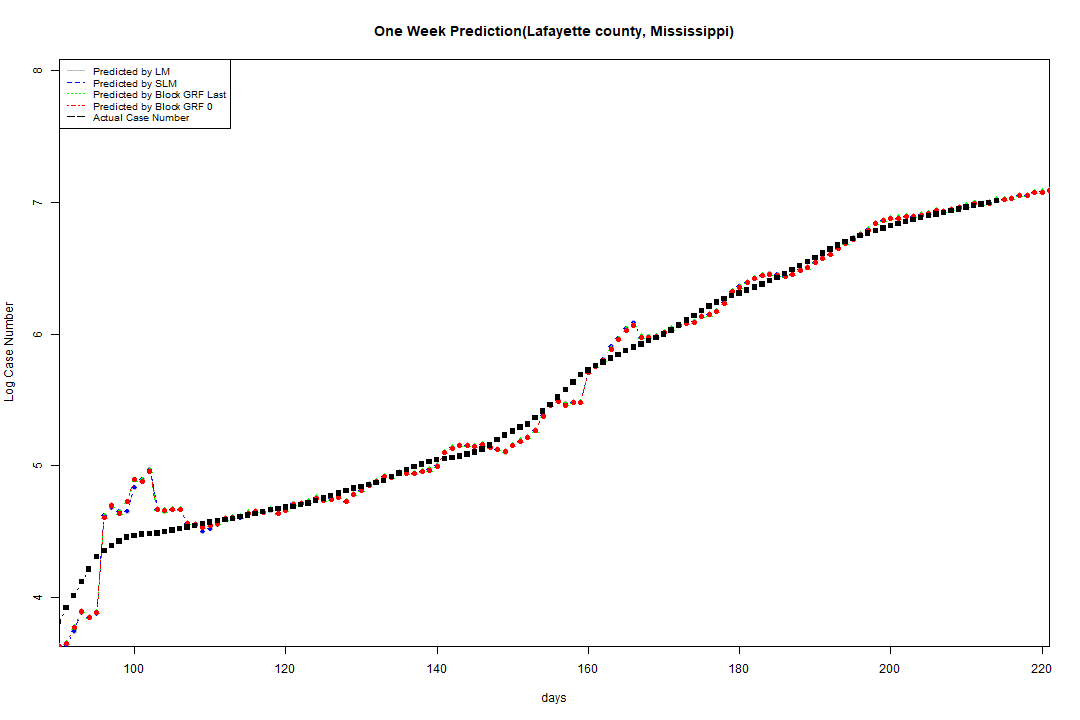 One Week Prediction(Lafayette county, Mississippi)
Predicted by LM
Predicted by SLM
Predicted by Block GRF Last
Predicted by Block GRF 0
Actual Case Number
8
7
6
5
4
Log Case Number
100 120 140 160 180 200 220
days